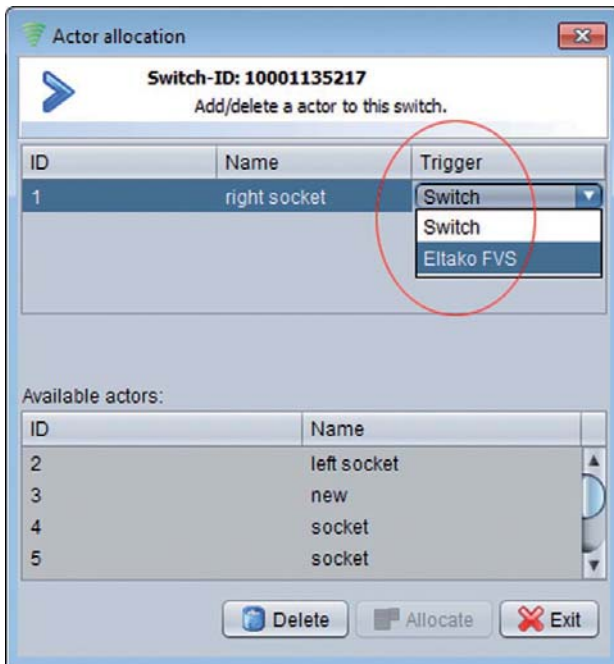 Actor allocation
Switch-ID: 10001135217
Add/delete a actor to this switch.
ID Name Trigger
1 right socket Switch
Switch
Eltako FVS
Available actors:
ID Name
2 left socket
3 new
4 socket
5 socket
Delete Allocate Exit